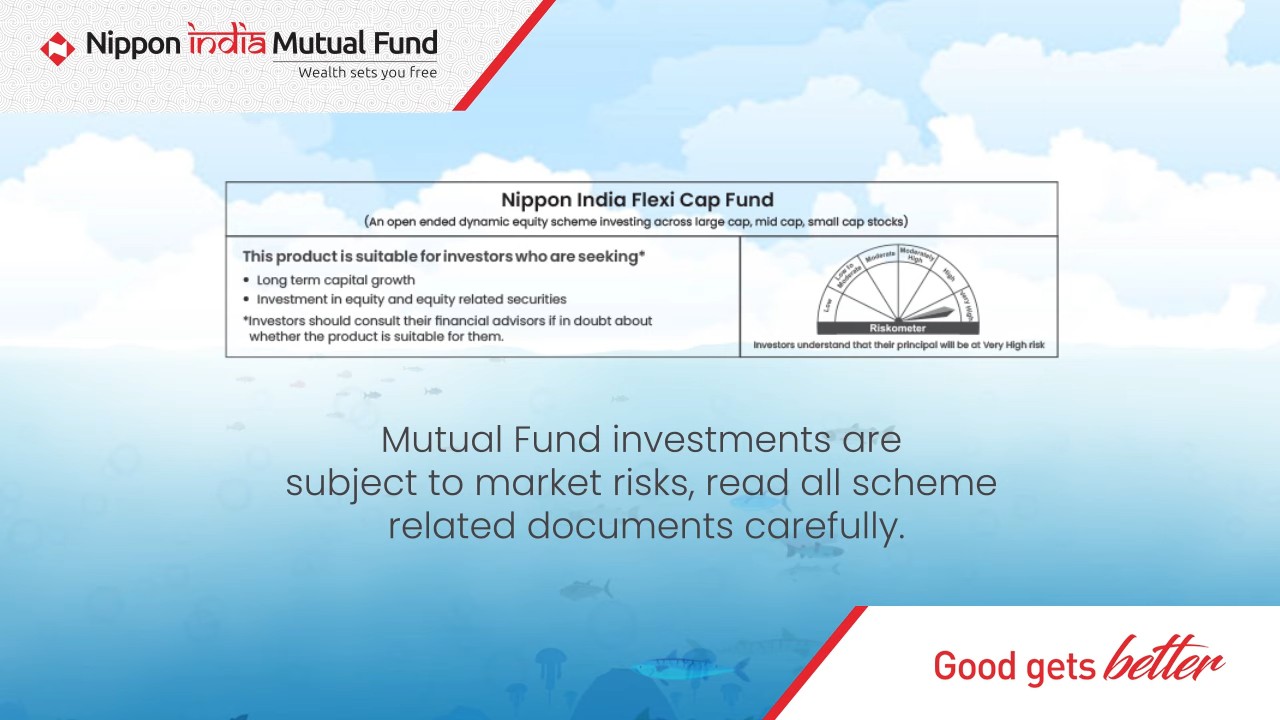 Nippon india Mutual Fund
Wealth sets you free
Nippon India Flexi Cap Fund
(An open ended dynamic equity scheme investing across large cap, mid cap, small cap stocks)
This product is suitable for investors who are seeking*
• Long term capital growth
• Investment in equity and equity related securities
*Investors should consult their financial advisors if in doubt about
whether the product is suitable for them.
Low
Low to
Moderate
Moderate
Moderately
High
High
Very High
Riskometer
Investors understand that their principal will be at Very High risk
Mutual Fund investments are
subject to market risks, read all scheme
related documents carefully.
Good gets better